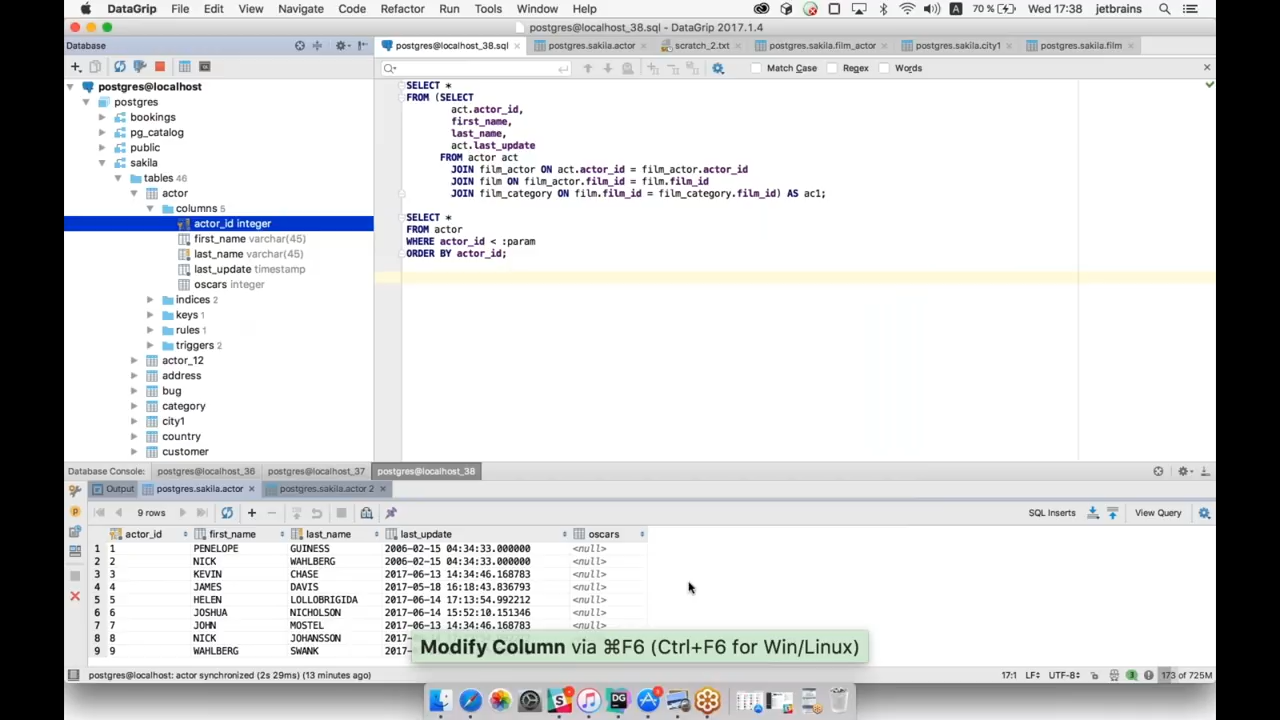 DataGrip File Edit View Navigate Code Refactor Run Tools Window Help A 70 % Wed 17:38 jetbrains
postgres@localhost_38.sql - DataGrip 2017.1.4
Database
postgres@localhost_38.sql postgres.sakila.actor scratch_2.txt postgres.sakila.film_actor postgres.sakila.city1 postgres.sakila.film
Match Case Regex Words
postgres@localhost
postgres
bookings
pg_catalog
public
sakila
tables 46
actor
columns 5
actor_id integer
first_name varchar(45)
last_name varchar(45)
last_update timestamp
oscars integer
indices 2
keys 1
rules 1
triggers 2
actor_12
address
bug
category
city1
country
customer
SELECT *
FROM (SELECT
act.actor_id,
first_name,
last_name,
act.last_update
FROM actor act
JOIN film_actor ON act.actor_id = film_actor.actor_id
JOIN film ON film_actor.film_id = film.film_id
JOIN film_category ON film.film_id = film_category.film_id) AS ac1;
SELECT *
FROM actor
WHERE actor_id < :param
ORDER BY actor_id;
Database Console: postgres@localhost_36 postgres@localhost_37 postgres@localhost_38
Output postgres.sakila.actor postgres.sakila.actor 2
9 rows SQL Inserts View Query
actor_id first_name last_name last_update oscars
1 1 PENELOPE GUINESS 2006-02-15 04:34:33.000000 <null>
2 2 NICK WAHLBERG 2006-02-15 04:34:33.000000 <null>
3 3 KEVIN CHASE 2017-06-13 14:34:46.168783 <null>
4 4 JAMES DAVIS 2017-05-18 16:18:43.836793 <null>
5 5 HELEN LOLLOBRIGIDA 2017-06-14 17:13:54.992212 <null>
6 6 JOSHUA NICHOLSON 2017-06-14 15:52:10.151346 <null>
7 7 JOHN MOSTEL 2017-06-13 14:34:46.168783 <null>
8 8 NICK JOHANSSON 2017-
9 9 WAHLBERG SWANK 2017-
Modify Column via ⌘F6 (Ctrl+F6 for Win/Linux)
postgres@localhost: actor synchronized (2s 29ms) (13 minutes ago) 17:1 LF UTF-8 173 of 725M
DG